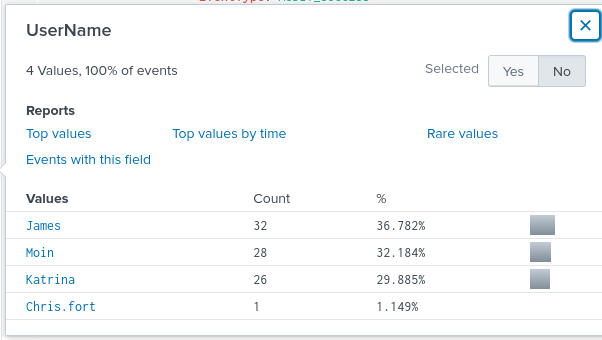 UserName
4 Values, 100% of events
Selected
Yes
No
Reports
Top values
Top values by time
Rare values
Events with this field
Values Count %
James 32 36.782%
Moin 28 32.184%
Katrina 26 29.885%
Chris.fort 1 1.149%